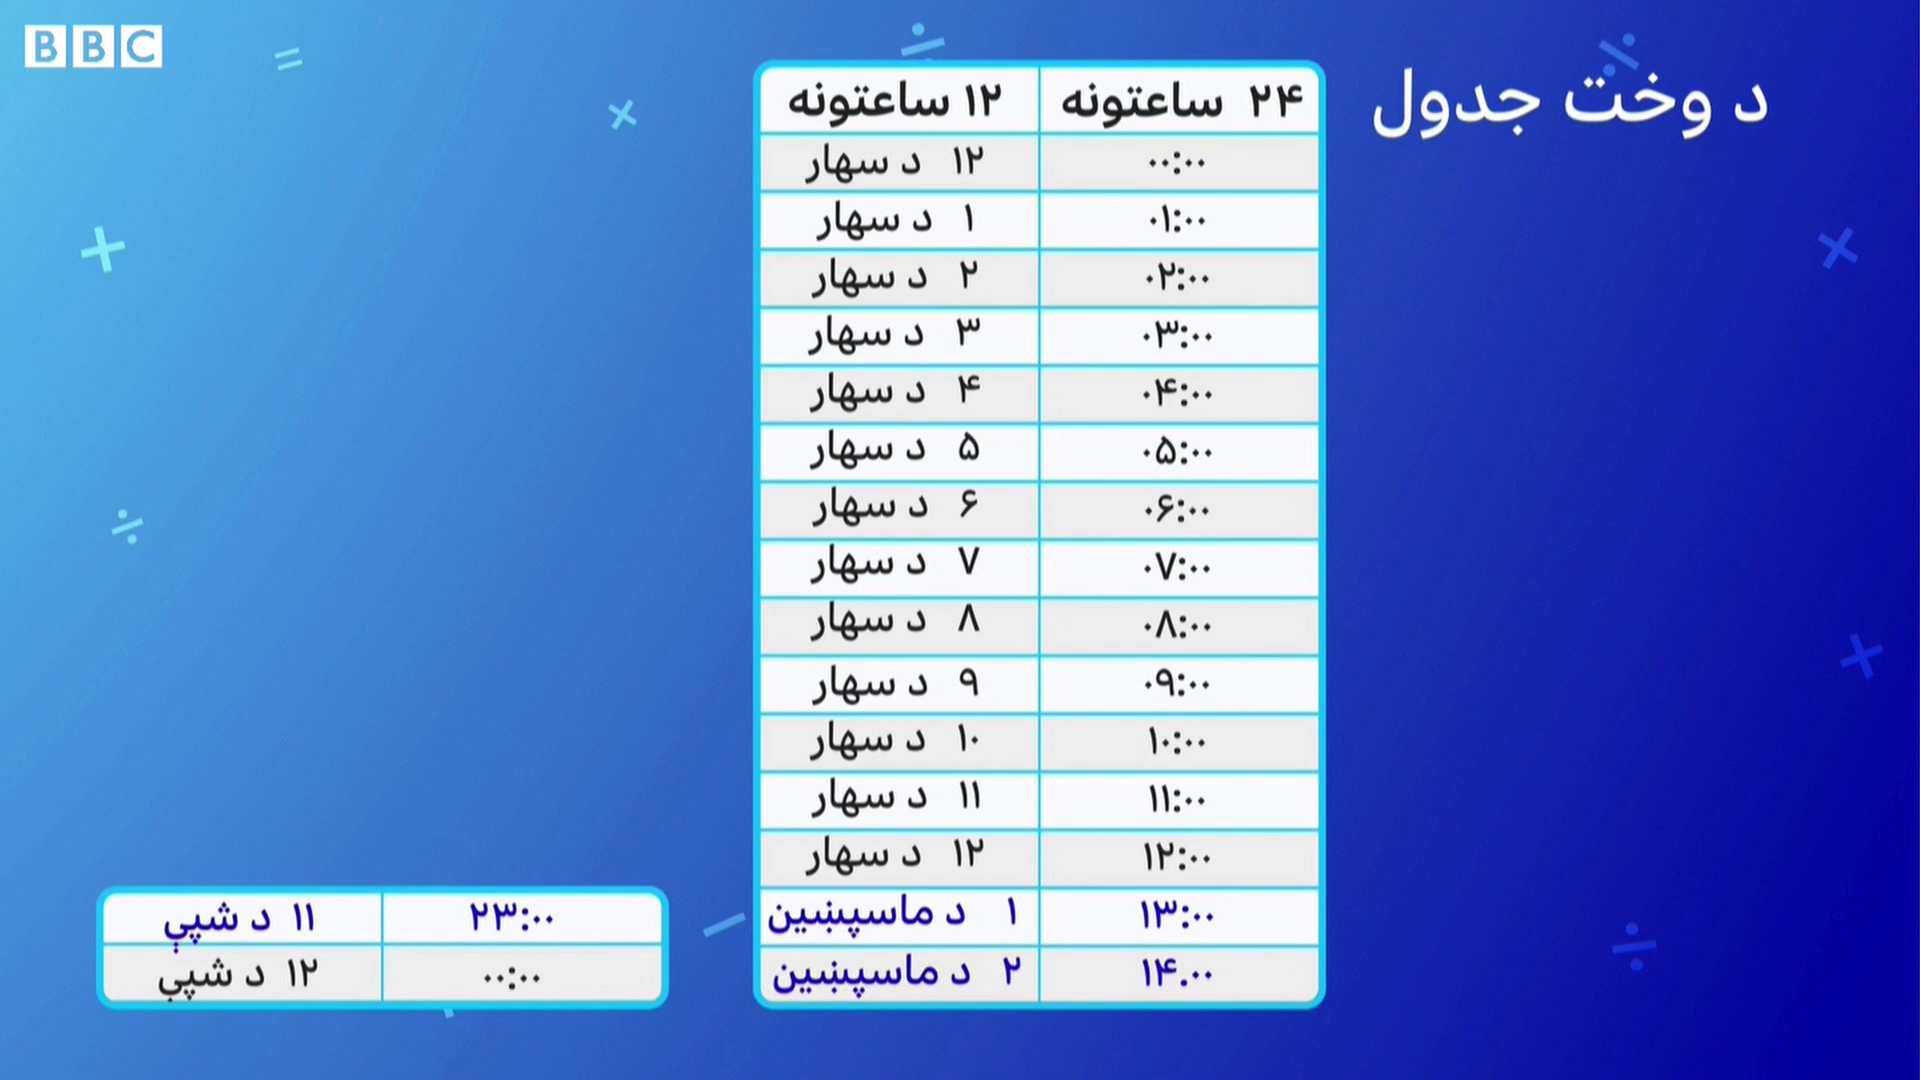 BBC
د وخت جدول
۲۴ ساعتونه ۱۲ ساعتونه
۰۰:۰۰ ۱۲ د سهار
۰۱:۰۰ ۱ د سهار
۰۲:۰۰ ۲ د سهار
۰۳:۰۰ ۳ د سهار
۰۴:۰۰ ۴ د سهار
۰۵:۰۰ ۵ د سهار
۰۶:۰۰ ۶ د سهار
۰۷:۰۰ ۷ د سهار
۰۸:۰۰ ۸ د سهار
۰۹:۰۰ ۹ د سهار
۱۰:۰۰ ۱۰ د سهار
۱۱:۰۰ ۱۱ د سهار
۱۲:۰۰ ۱۲ د سهار
۱۳:۰۰ ۱ د ماسپښين
۱۴.۰۰ ۲ د ماسپښين
۲۳:۰۰ ۱۱ د شپې
۰۰:۰۰ ۱۲ د شپې